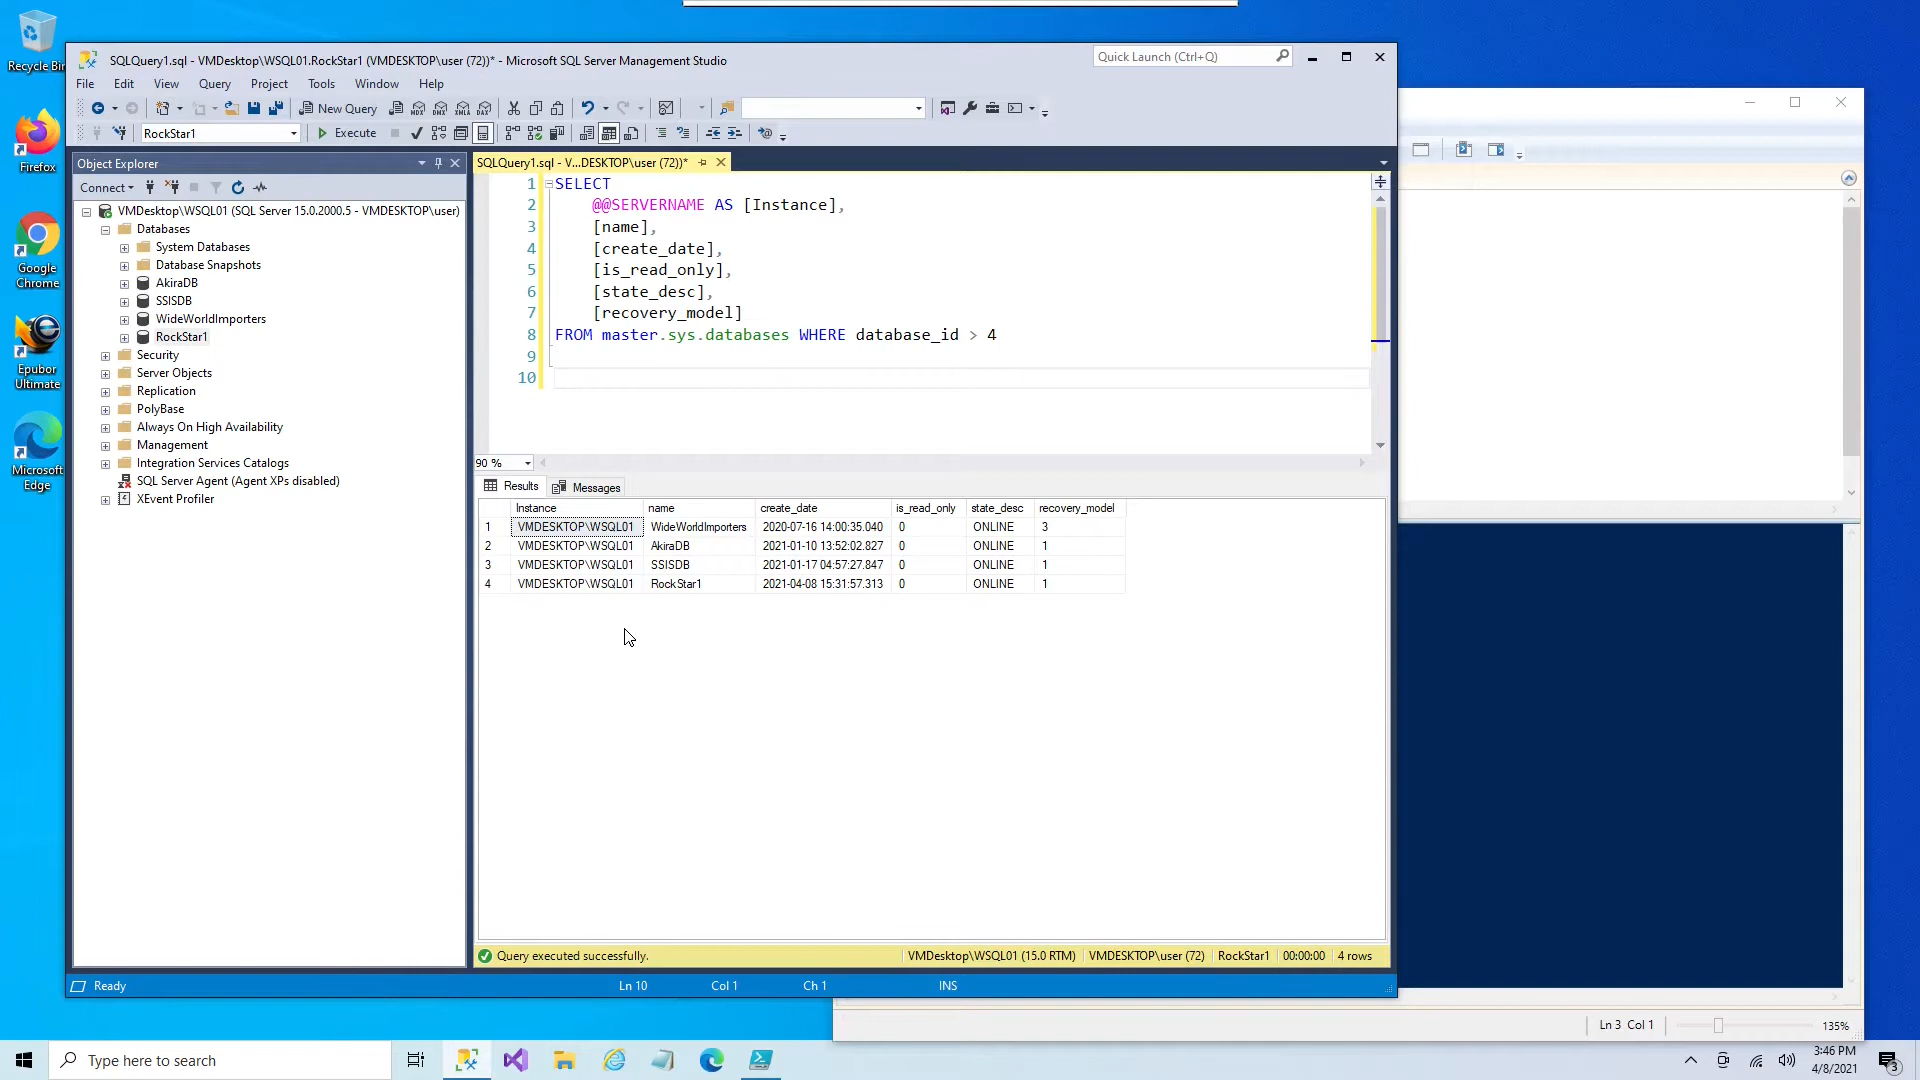 Recycle Bin
Firefox
Google
Chrome
Epubor
Ultimate
Microsoft
Edge
SQLQuery1.sql - VMDesktop\WSQL01.RockStar1 (VMDESKTOP\user (72))* - Microsoft SQL Server Management Studio
Quick Launch (Ctrl+Q)
File Edit View Query Project Tools Window Help
New Query
MDX DMX XMLA DAX
RockStar1 Execute
Object Explorer
Connect
VMDesktop\WSQL01 (SQL Server 15.0.2000.5 - VMDESKTOP\user)
Databases
System Databases
Database Snapshots
AkiraDB
SSISDB
WideWorldImporters
RockStar1
Security
Server Objects
Replication
PolyBase
Always On High Availability
Management
Integration Services Catalogs
SQL Server Agent (Agent XPs disabled)
XEvent Profiler
SQLQuery1.sql - V...DESKTOP\user (72))*
1 SELECT
2 @@SERVERNAME AS [Instance],
3 [name],
4 [create_date],
5 [is_read_only],
6 [state_desc],
7 [recovery_model]
8 FROM master.sys.databases WHERE database_id > 4
9
10
90 %
Results Messages
Instance name create_date is_read_only state_desc recovery_model
1 VMDESKTOP\WSQL01 WideWorldImporters 2020-07-16 14:00:35.040 0 ONLINE 3
2 VMDESKTOP\WSQL01 AkiraDB 2021-01-10 13:52:02.827 0 ONLINE 1
3 VMDESKTOP\WSQL01 SSISDB 2021-01-17 04:57:27.847 0 ONLINE 1
4 VMDESKTOP\WSQL01 RockStar1 2021-04-08 15:31:57.313 0 ONLINE 1
Query executed successfully. VMDesktop\WSQL01 (15.0 RTM) VMDESKTOP\user (72) RockStar1 00:00:00 4 rows
Ready Ln 10 Col 1 Ch 1 INS
Ln 3 Col 1 135%
Type here to search
3:46 PM
4/8/2021
3